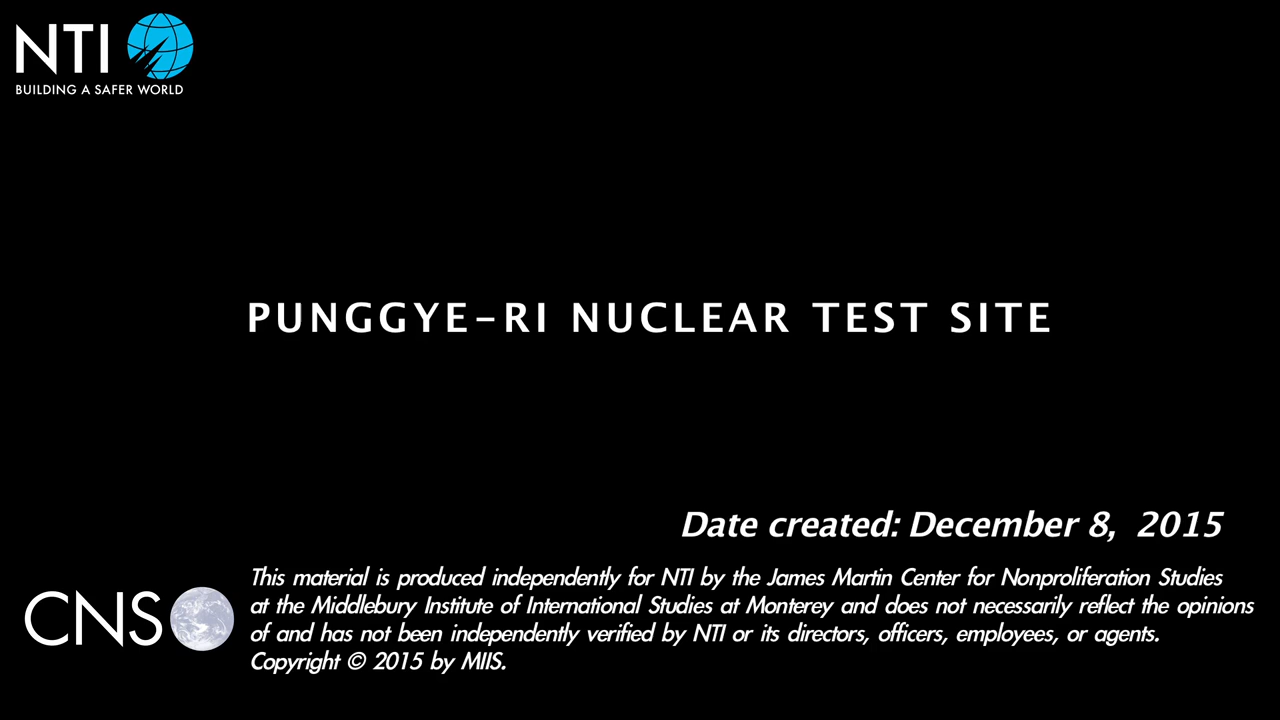 NTI
BUILDING A SAFER WORLD
PUNGGYE-RI NUCLEAR TEST SITE
Date created: December 8, 2015
CNS
This material is produced independently for NTI by the James Martin Center for Nonproliferation Studies
at the Middlebury Institute of International Studies at Monterey and does not necessarily reflect the opinions
of and has not been independently verified by NTI or its directors, officers, employees, or agents.
Copyright © 2015 by MIIS.